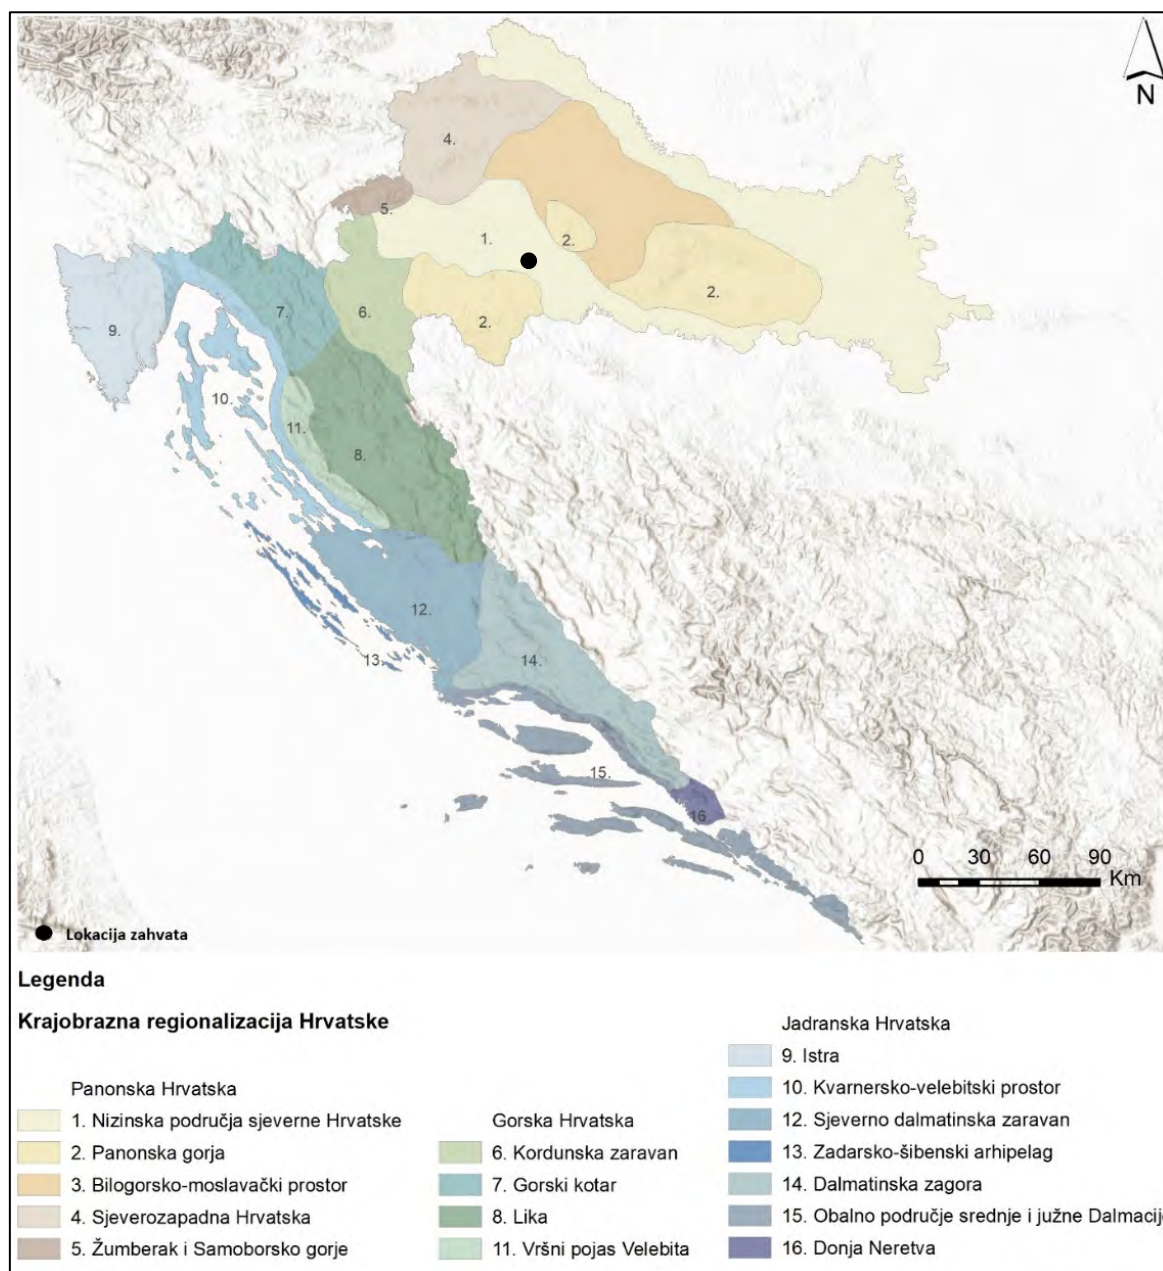 N
4.
5.
1.
2.
2.
7.
6.
2.
9.
10.
11.
8.
12.
13.
14.
15.
16.
0 30 60 90
Km
Lokacija zahvata
Legenda
Krajobrazna regionalizacija Hrvatske
Panonska Hrvatska
1. Nizinska područja sjeverne Hrvatske
2. Panonska gorja
3. Bilogorsko-moslavački prostor
4. Sjeverozapadna Hrvatska
5. Žumberak i Samoborsko gorje
Gorska Hrvatska
6. Kordunska zaravan
7. Gorski kotar
8. Lika
11. Vršni pojas Velebita
Jadranska Hrvatska
9. Istra
10. Kvarnersko-velebitski prostor
12. Sjeverno dalmatinska zaravan
13. Zadarsko-šibenski arhipelag
14. Dalmatinska zagora
15. Obalno područje srednje i južne Dalmacij
16. Donja Neretva